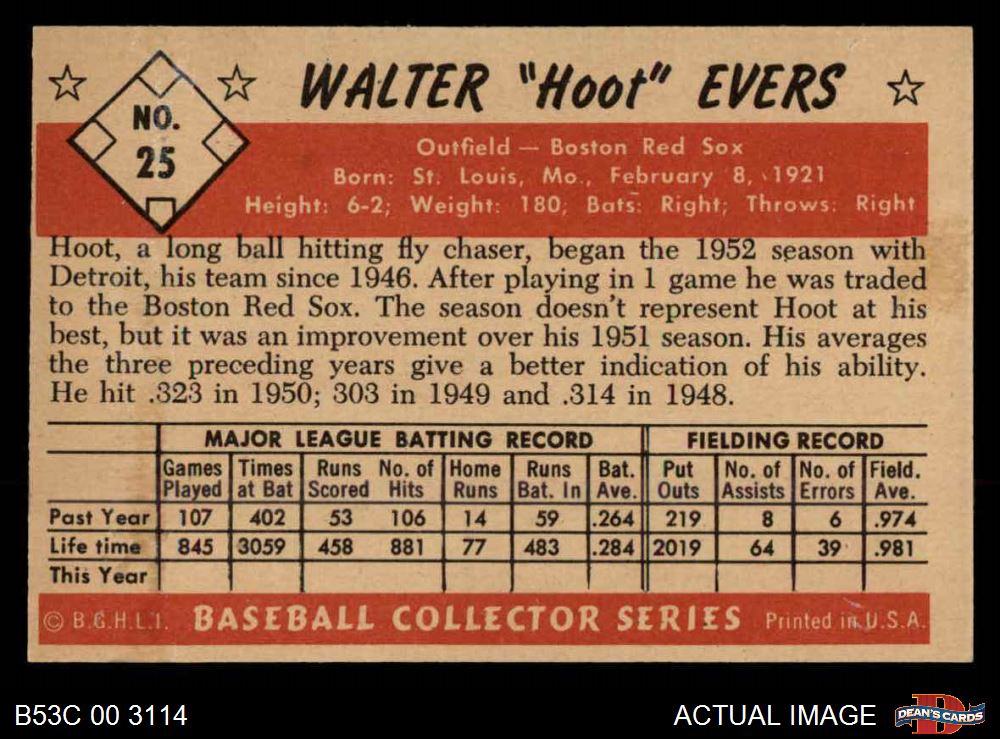 WALTER "Hoot" EVERS
NO.
25
Outfield — Boston Red Sox
Born: St. Louis, Mo., February 8, 1921
Height: 6-2; Weight: 180; Bats: Right; Throws: Right
Hoot, a long ball hitting fly chaser, began the 1952 season with
Detroit, his team since 1946. After playing in 1 game he was traded
to the Boston Red Sox. The season doesn't represent Hoot at his
best, but it was an improvement over his 1951 season. His averages
the three preceding years give a better indication of his ability.
He hit .323 in 1950; 303 in 1949 and .314 in 1948.
MAJOR LEAGUE BATTING RECORD FIELDING RECORD
Games Times Runs No. of Home Runs Bat. Put No. of No. of Field.
Played at Bat Scored Hits Runs Bat. In Ave. Outs Assists Errors Ave.
Past Year 107 402 53 106 14 59 .264 219 8 6 .974
Life time 845 3059 458 881 77 483 .284 2019 64 39 .981
This Year
© B.G.H.L.I. BASEBALL COLLECTOR SERIES Printed in U.S.A.
B53C 00 3114 ACTUAL IMAGE DEAN'S CARDS